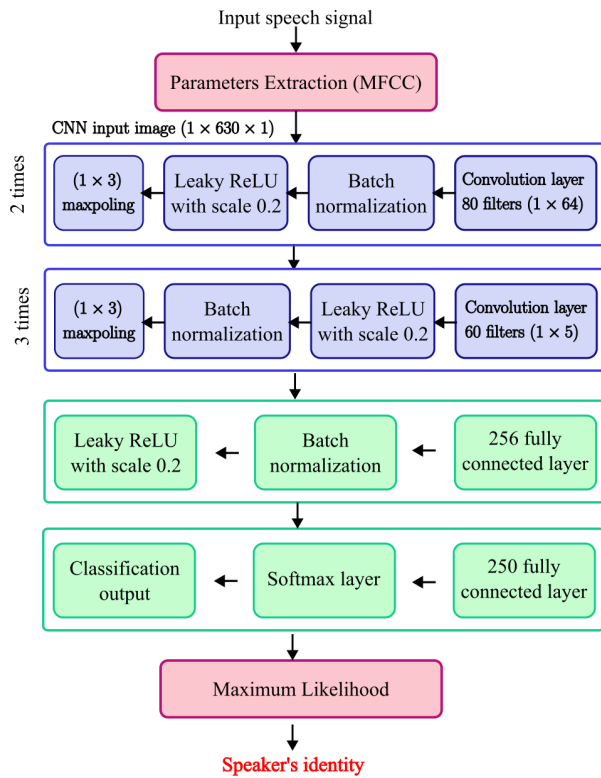 Input speech signal
Parameters Extraction (MFCC)
CNN input image (1 × 630 × 1)
2 times
(1 × 3)
maxpoling
Leaky ReLU
with scale 0.2
Batch
normalization
Convolution layer
80 filters (1 × 64)
3 times
(1 × 3)
maxpoling
Batch
normalization
Leaky ReLU
with scale 0.2
Convolution layer
60 filters (1 × 5)
Leaky ReLU
with scale 0.2
Batch
normalization
256 fully
connected layer
Classification
output
Softmax layer
250 fully
connected layer
Maximum Likelihood
Speaker's identity